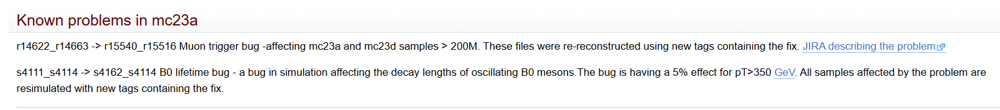 Known problems in mc23a
r14622_r14663 -> r15540_r15516 Muon trigger bug -affecting mc23a and mc23d samples > 200M. These files were re-reconstructed using new tags containing the fix. JIRA describing the problem
s4111_s4114 -> s4162_s4114 B0 lifetime bug - a bug in simulation affecting the decay lengths of oscillating B0 mesons.The bug is having a 5% effect for pT>350 GeV. All samples affected by the problem are
resimulated with new tags containing the fix.